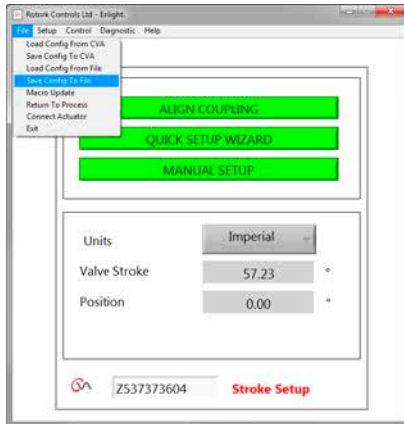 Rotork Controls Ltd - Enlight.
File Setup Control Diagnostic Help
Load Config From CVA
Save Config To CVA
Load Config From File
Save Config To File
Macro Update
Return To Process
Connect Actuator
Exit
ALIGN COUPLING
QUICK SETUP WIZARD
MANUAL SETUP
Units Imperial
Valve Stroke 57.23 °
Position 0.00 °
Z537373604 Stroke Setup